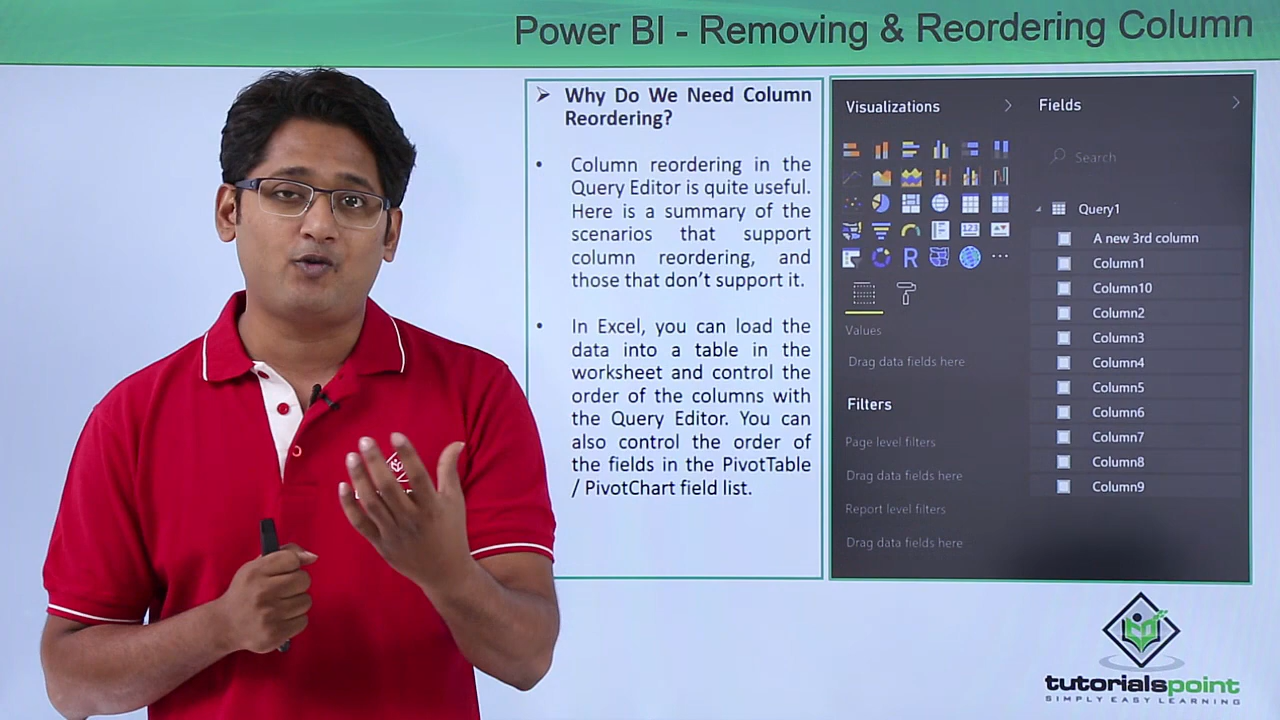 Power BI - Removing & Reordering Column
Why Do We Need Column
Reordering?
• Column reordering in the
Query Editor is quite useful.
Here is a summary of the
scenarios that support
column reordering, and
those that don’t support it.
• In Excel, you can load the
data into a table in the
worksheet and control the
order of the columns with
the Query Editor. You can
also control the order of
the fields in the PivotTable
/ PivotChart field list.
Visualizations
R
123
Values
Drag data fields here
Filters
Page level filters
Drag data fields here
Report level filters
Drag data fields here
Fields
Search
Query1
A new 3rd column
Column1
Column10
Column2
Column3
Column4
Column5
Column6
Column7
Column8
Column9
tutorialspoint
SIMPLY EASY LEARNING